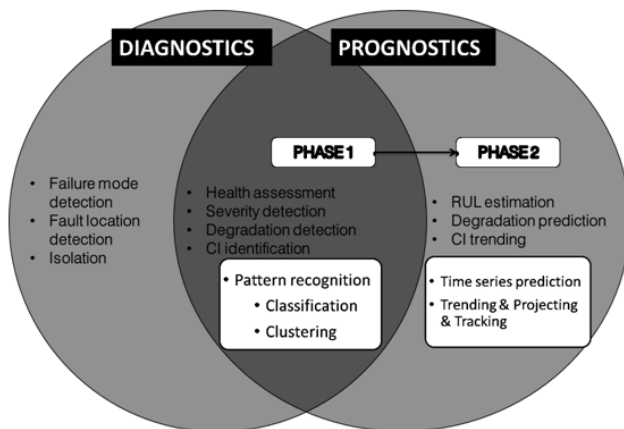 DIAGNOSTICS
PROGNOSTICS
PHASE 1
PHASE 2
• Failure mode
detection
• Fault location
detection
• Isolation
• Health assessment
• Severity detection
• Degradation detection
• CI identification
• Pattern recognition
• Classification
• Clustering
• RUL estimation
• Degradation prediction
• CI trending
• Time series prediction
• Trending & Projecting
& Tracking